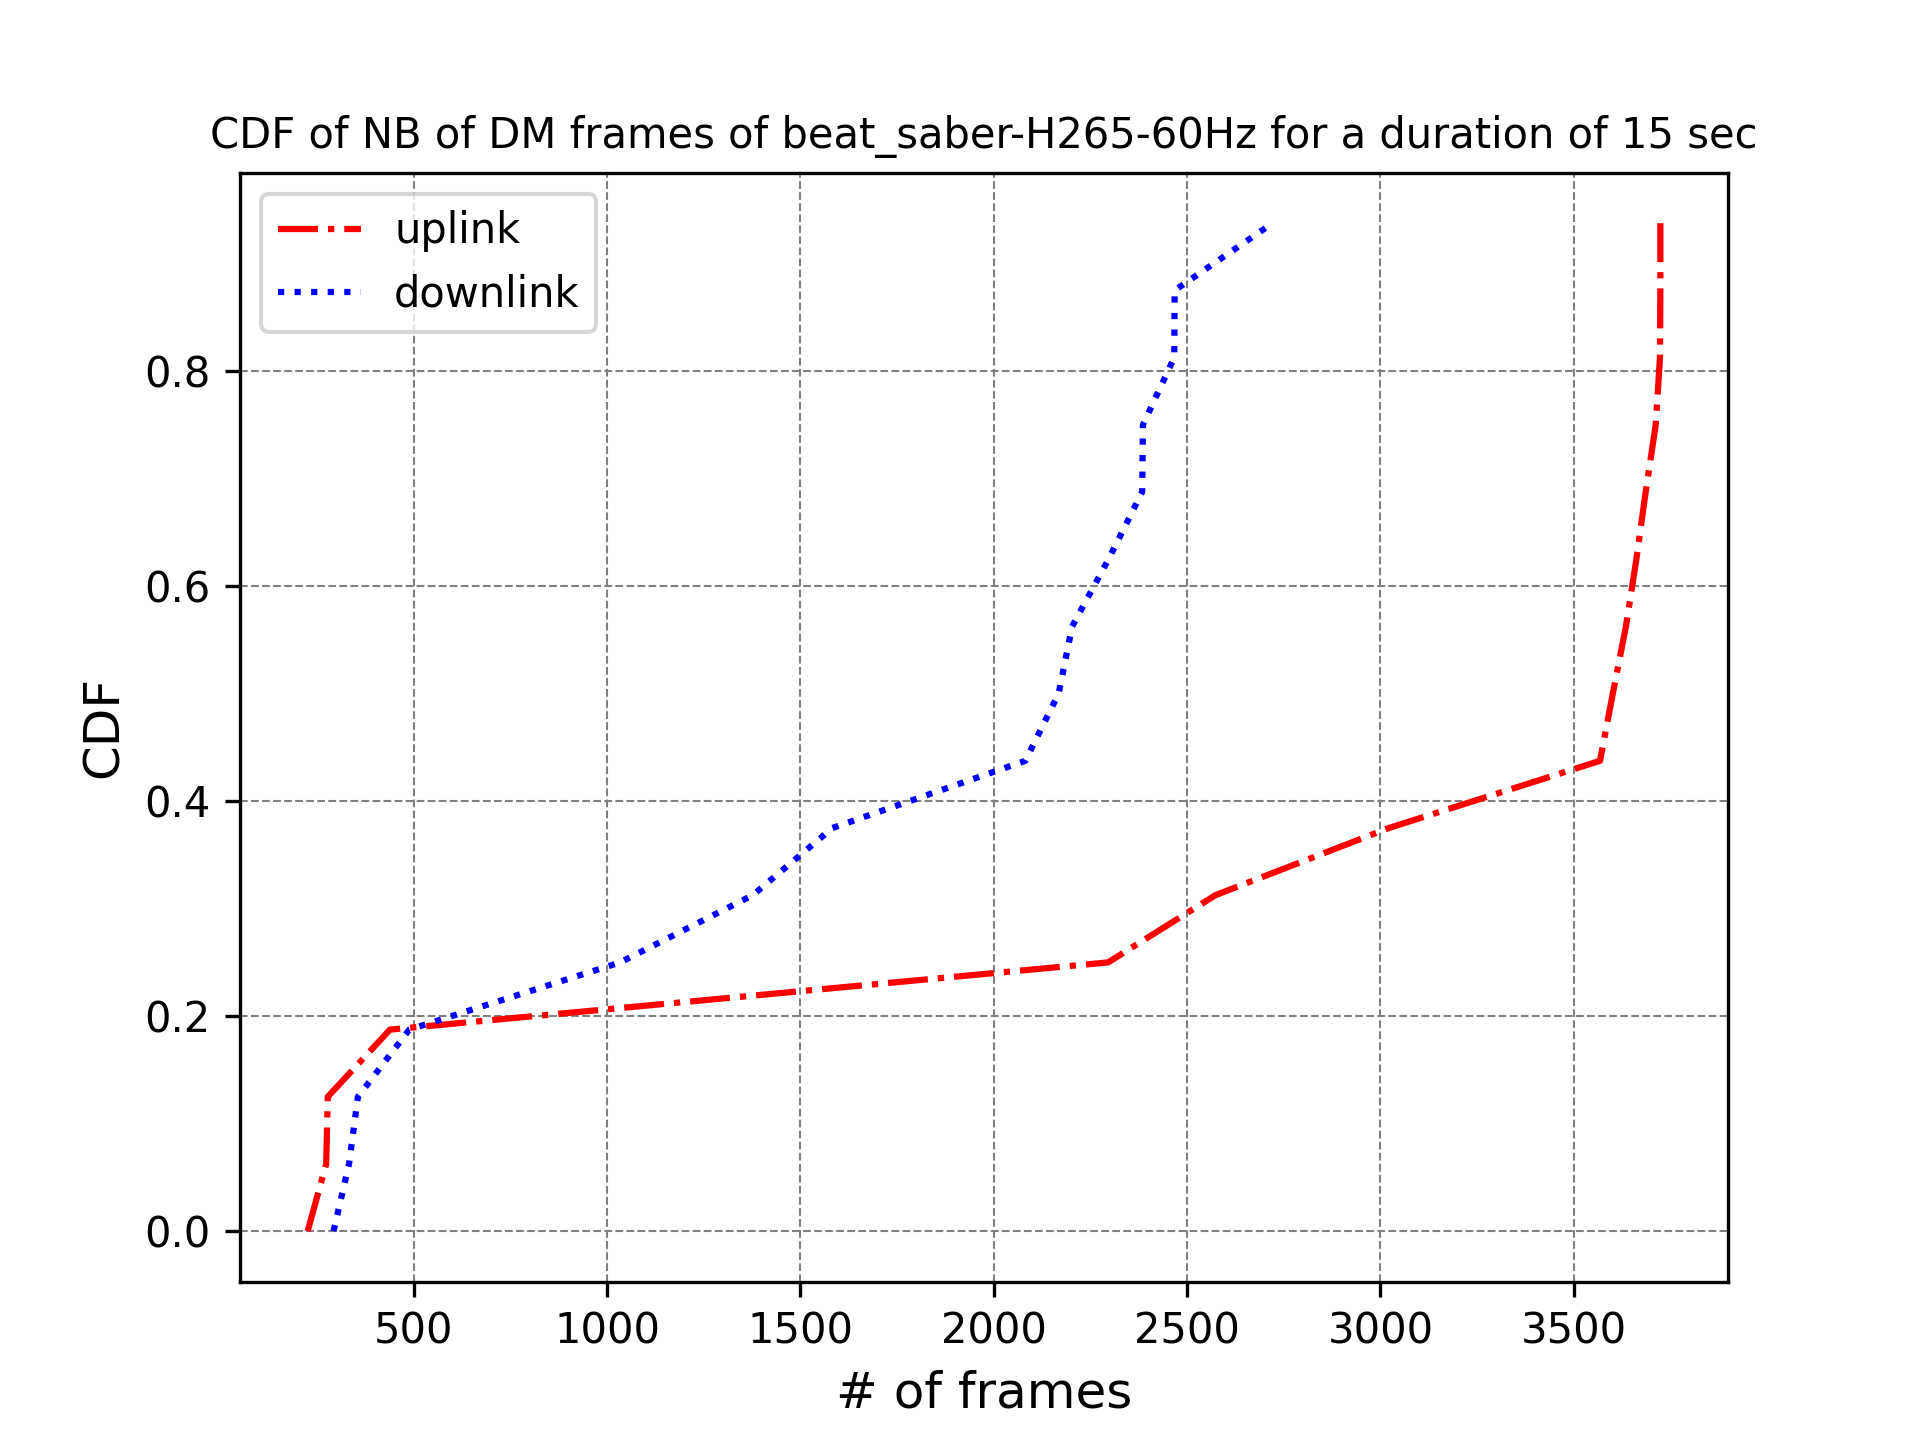 CDF of NB of DM frames of beat_saber-H265-60Hz for a duration of 15 sec
uplink
downlink
0.8
0.6
0.4
0.2
0.0
CDF
500 1000 1500 2000 2500 3000 3500
# of frames